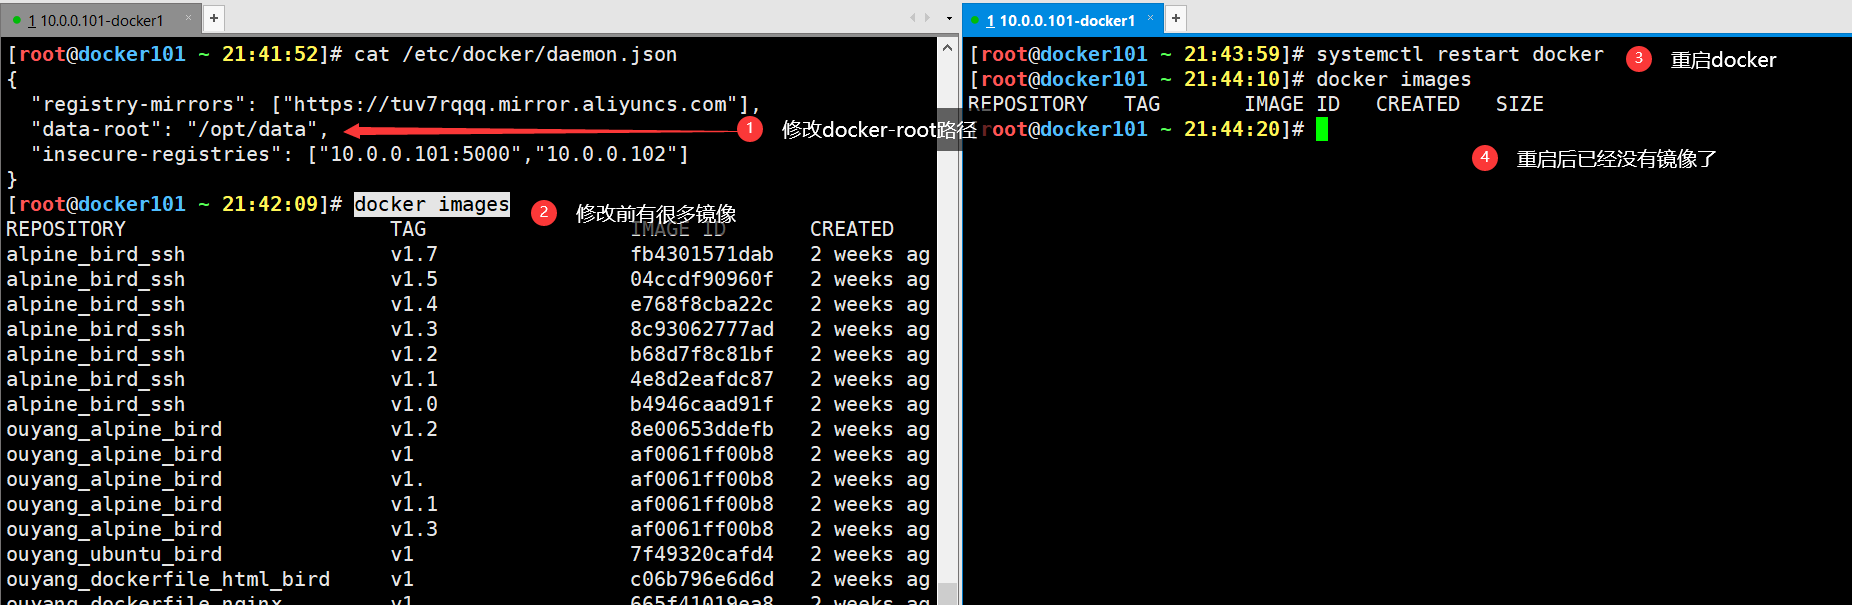 1 10.0.0.101-docker1 × +
[root@docker101 ~ 21:41:52]# cat /etc/docker/daemon.json
{
"registry-mirrors": ["https://tuv7rqqq.mirror.aliyuncs.com"],
"data-root": "/opt/data",
1 修改docker-root路径
"insecure-registries": ["10.0.0.101:5000","10.0.0.102"]
}
[root@docker101 ~ 21:42:09]# docker images
2 修改前有很多镜像
REPOSITORY TAG IMAGE ID CREATED
alpine_bird_ssh v1.7 fb4301571dab 2 weeks ag
alpine_bird_ssh v1.5 04ccdf90960f 2 weeks ag
alpine_bird_ssh v1.4 e768f8cba22c 2 weeks ag
alpine_bird_ssh v1.3 8c93062777ad 2 weeks ag
alpine_bird_ssh v1.2 b68d7f8c81bf 2 weeks ag
alpine_bird_ssh v1.1 4e8d2eafdc87 2 weeks ag
alpine_bird_ssh v1.0 b4946caad91f 2 weeks ag
ouyang_alpine_bird v1.2 8e00653ddefb 2 weeks ag
ouyang_alpine_bird v1 af0061ff00b8 2 weeks ag
ouyang_alpine_bird v1. af0061ff00b8 2 weeks ag
ouyang_alpine_bird v1.1 af0061ff00b8 2 weeks ag
ouyang_alpine_bird v1.3 af0061ff00b8 2 weeks ag
ouyang_ubuntu_bird v1 7f49320cafd4 2 weeks ag
ouyang_dockerfile_html_bird v1 c06b796e6d6d 2 weeks ag
ouyang_dockerfile_nginx v1 665f41019ea8 2 weeks ag
1 10.0.0.101-docker1 × +
[root@docker101 ~ 21:43:59]# systemctl restart docker
3 重启docker
[root@docker101 ~ 21:44:10]# docker images
REPOSITORY TAG IMAGE ID CREATED SIZE
root@docker101 ~ 21:44:20]#
4 重启后已经没有镜像了